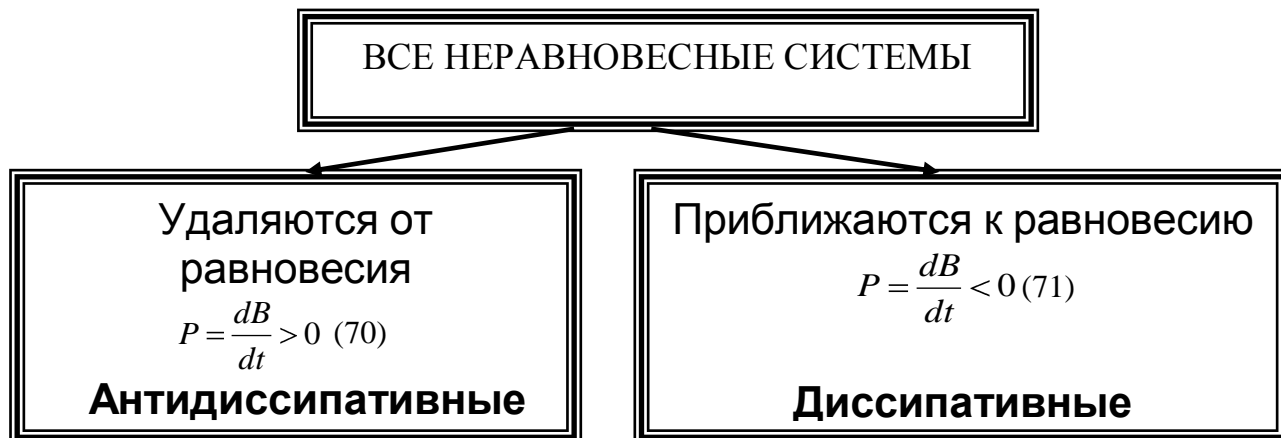 ВСЕ НЕРАВНОВЕСНЫЕ СИСТЕМЫ
Удаляются от
равновесия
P = dB/dt > 0 (70)
Антидиссипативные
Приближаются к равновесию
P = dB/dt < 0 (71)
Диссипативные